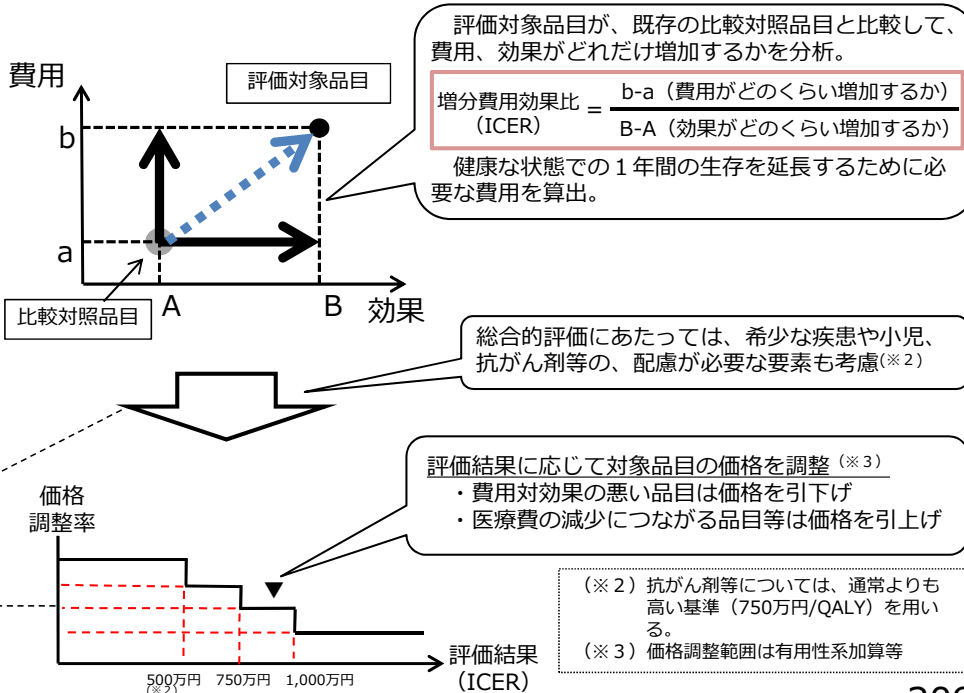 評価対象品目が、既存の比較対照品目と比較して、
費用、効果がどれだけ増加するかを分析。
増分費用効果比
（ICER）
=
b-a（費用がどのくらい増加するか）
B-A（効果がどのくらい増加するか）
健康な状態での１年間の生存を延長するために必
要な費用を算出。
費用
評価対象品目
b
a
A
B
効果
比較対照品目
総合的評価にあたっては、希少な疾患や小児、
抗がん剤等の、配慮が必要な要素も考慮(※２)
評価結果に応じて対象品目の価格を調整（※３）
・費用対効果の悪い品目は価格を引下げ
・医療費の減少につながる品目等は価格を引上げ
価格
調整率
500万円 750万円 1,000万円
(※２)
評価結果
（ICER）
（※２）抗がん剤等については、通常よりも
高い基準（750万円/QALY）を用い
る。
（※３）価格調整範囲は有用性系加算等